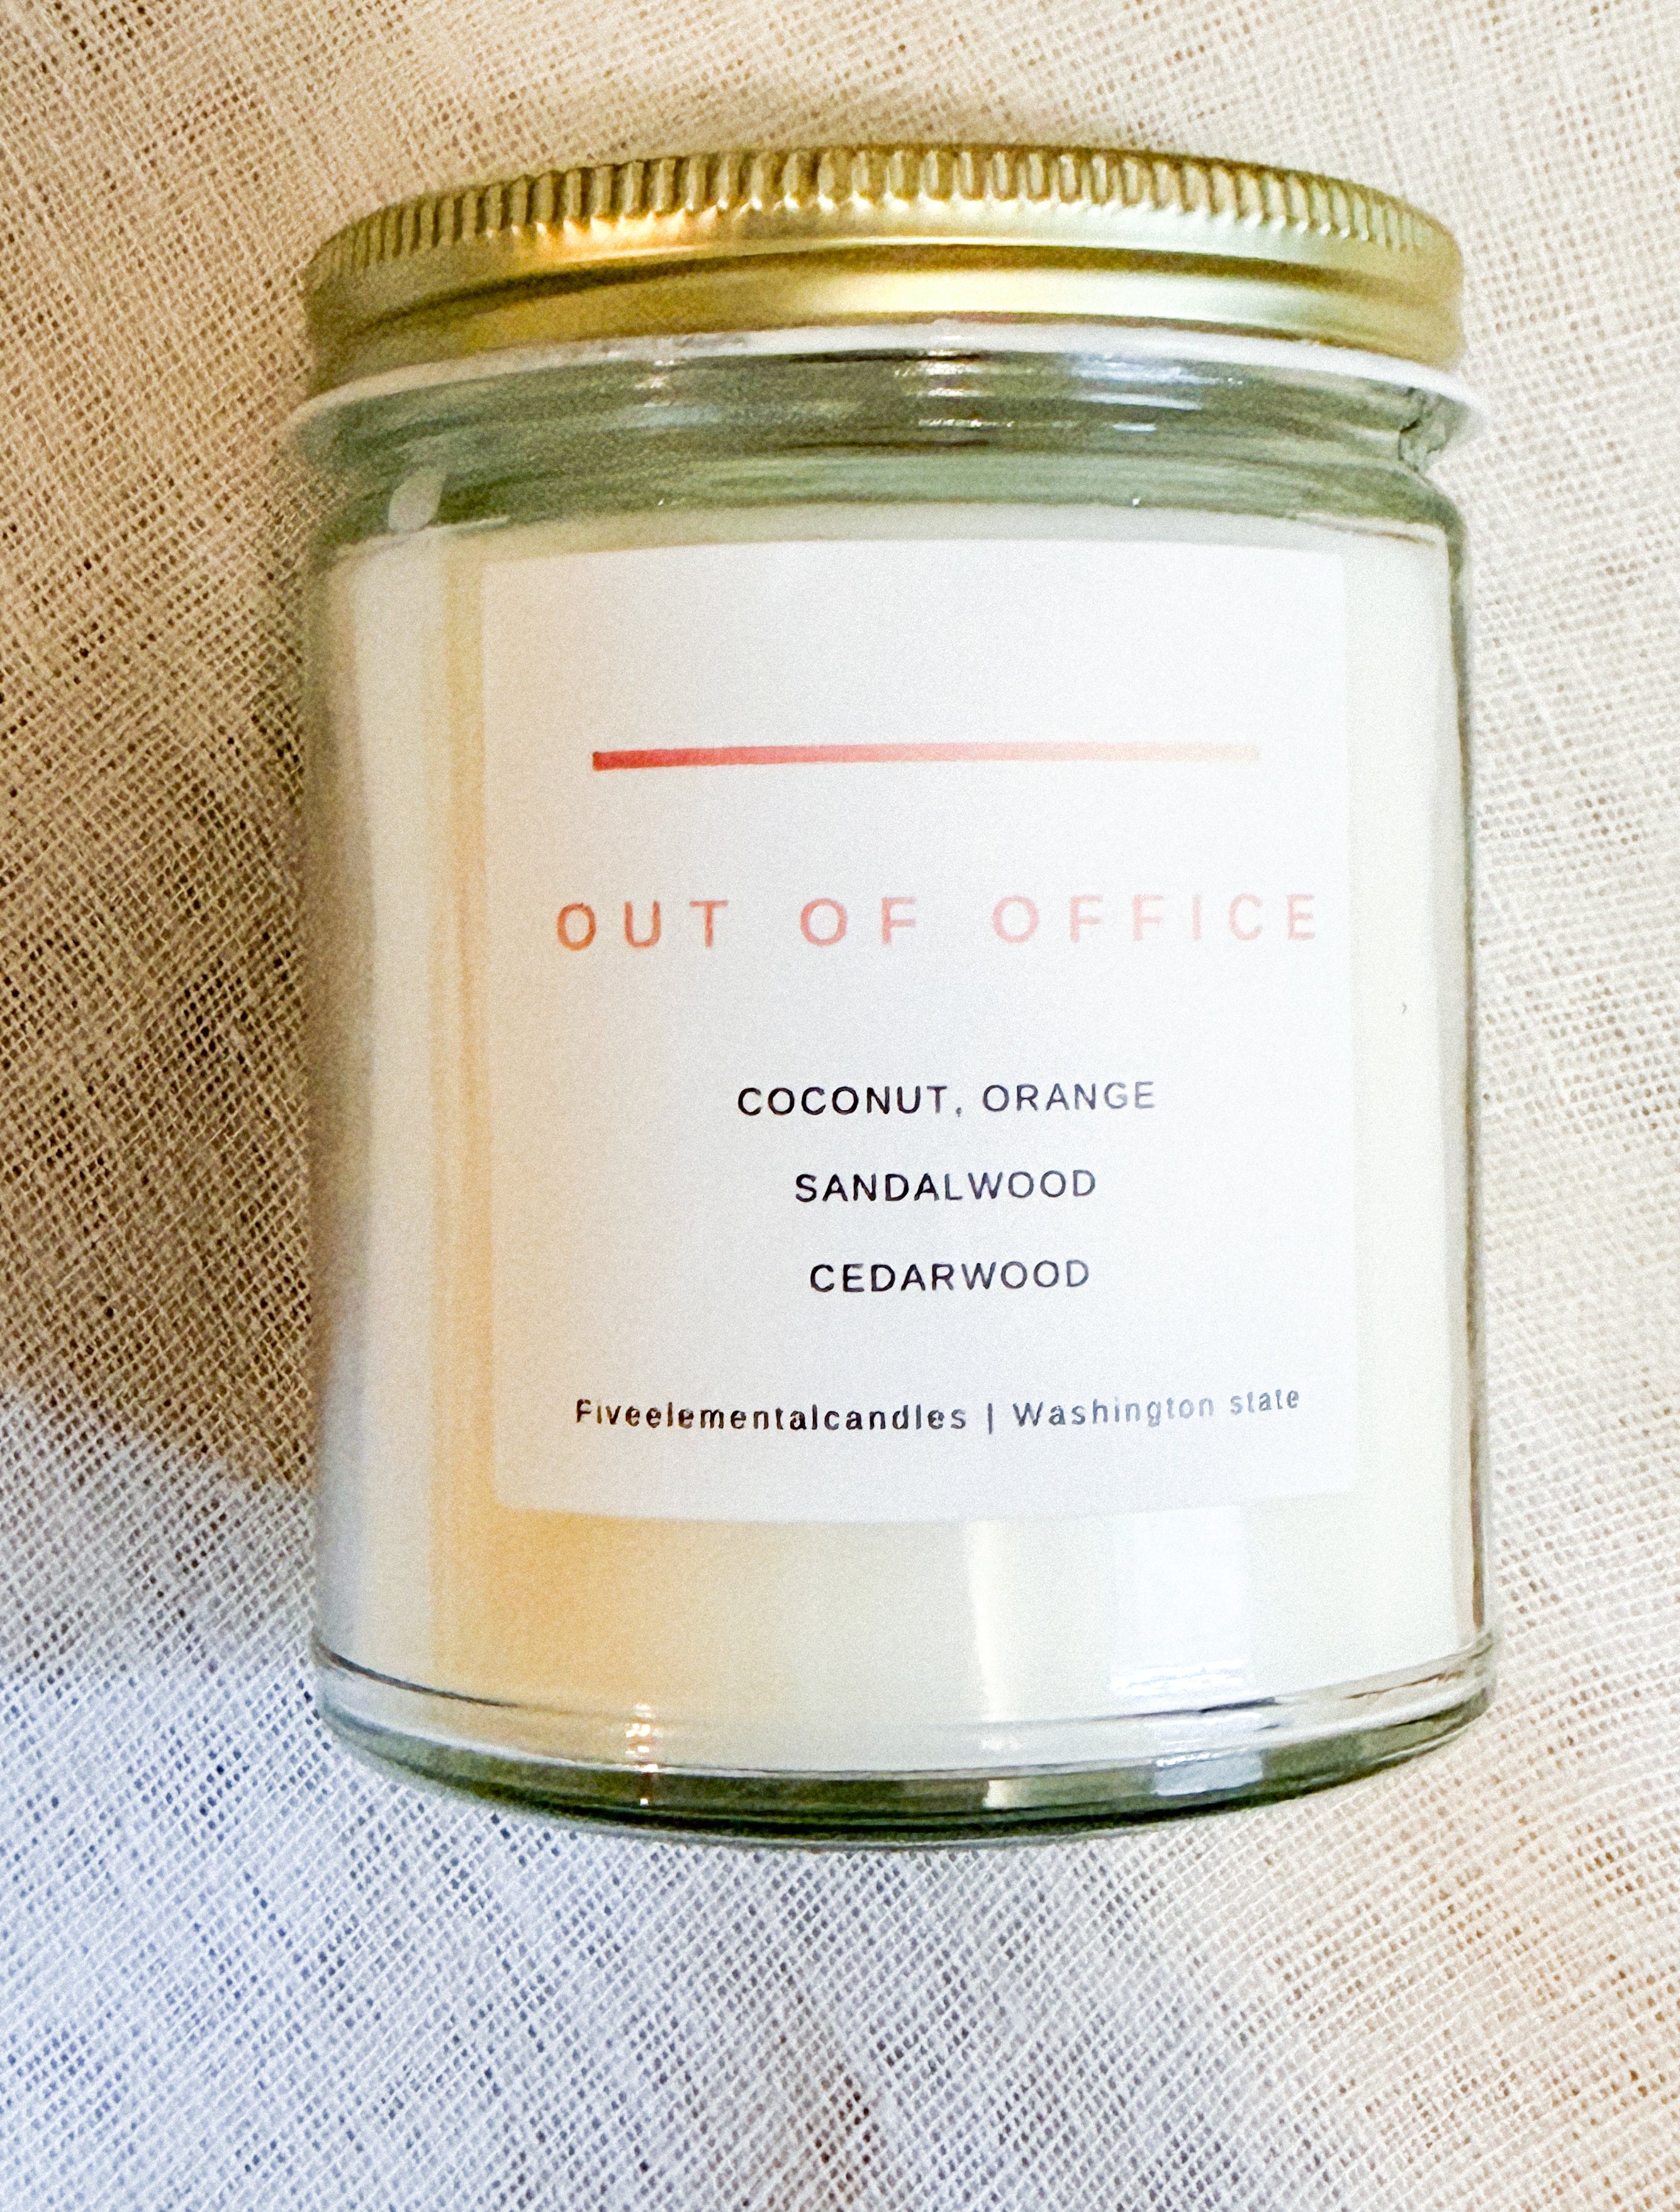 OUT OF OFFICE
COCONUT, ORANGE
SANDALWOOD
CEDARWOOD
Fiveelementalcandles | Washington state